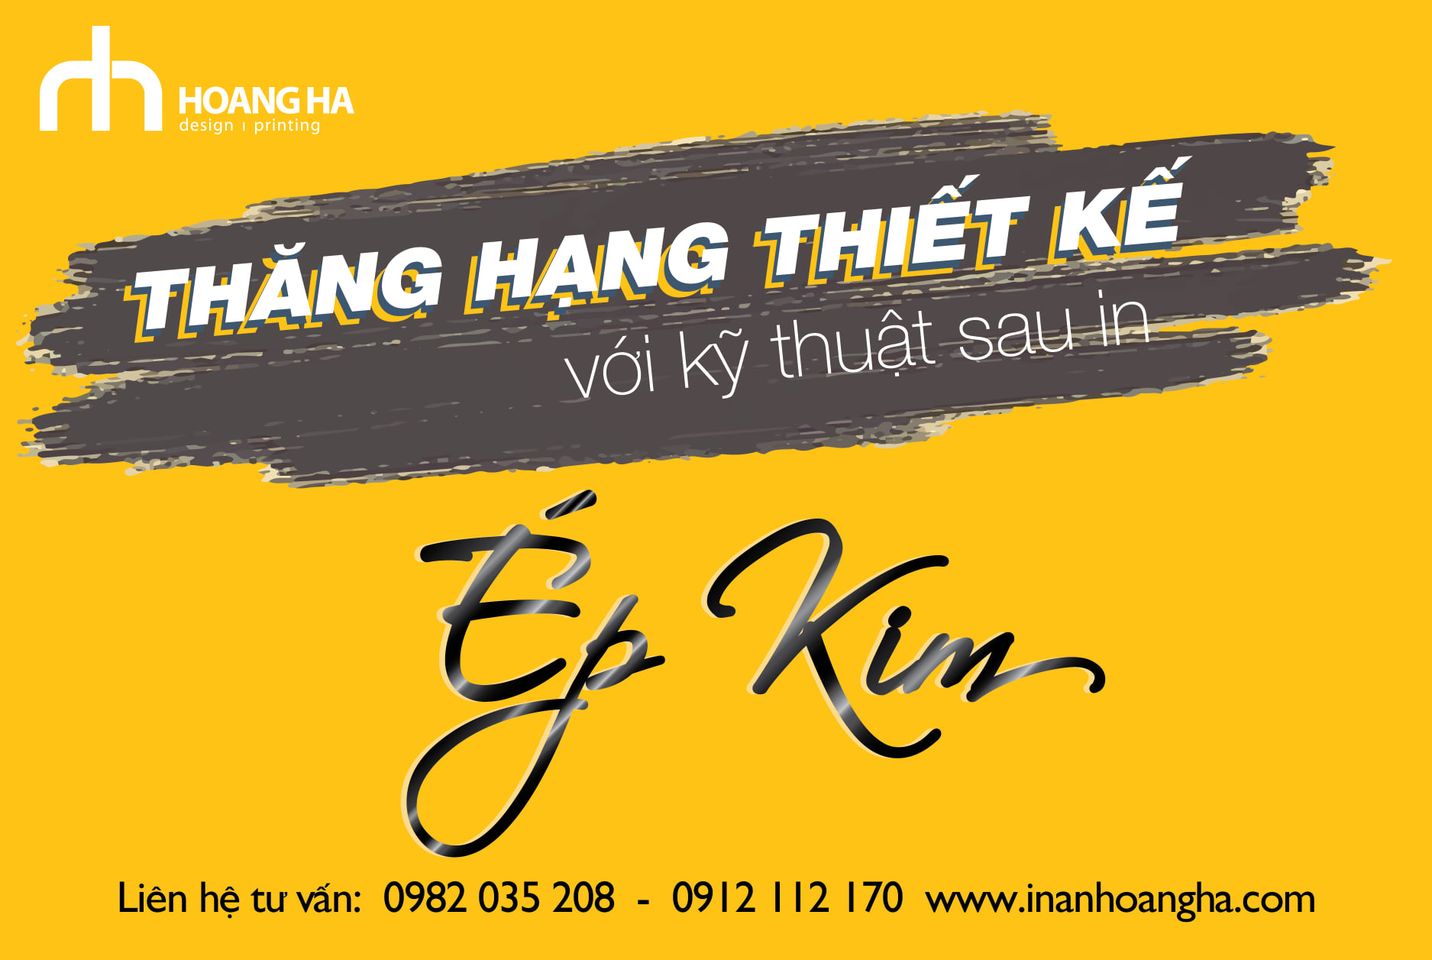 HOANG HA
design | printing
THĂNG HẠNG THIẾT KẾ
với kỹ thuật sau in
Ép Kim
Liên hệ tư vấn: 0982 035 208 - 0912 112 170 www.inanhoangha.com